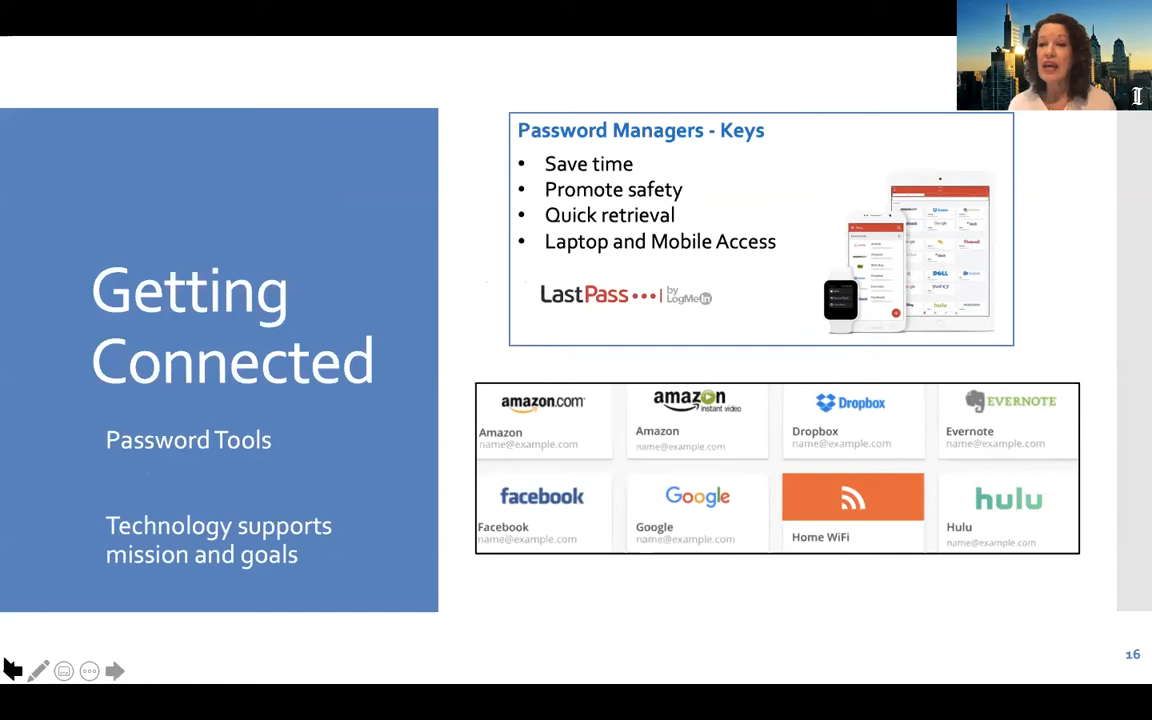 Getting
Connected
Password Tools
Technology supports
mission and goals
Password Managers - Keys
• Save time
• Promote safety
• Quick retrieval
• Laptop and Mobile Access
LastPass•••| by LogMeIn
DELL
hulu
amazon.com
Amazon
name@example.com
amazon
instant video
Amazon
name@example.com
Dropbox
Dropbox
name@example.com
EVERNOTE
Evernote
name@example.com
facebook
Facebook
name@example.com
Google
Google
name@example.com
Home WiFi
hulu
Hulu
name@example.com
16